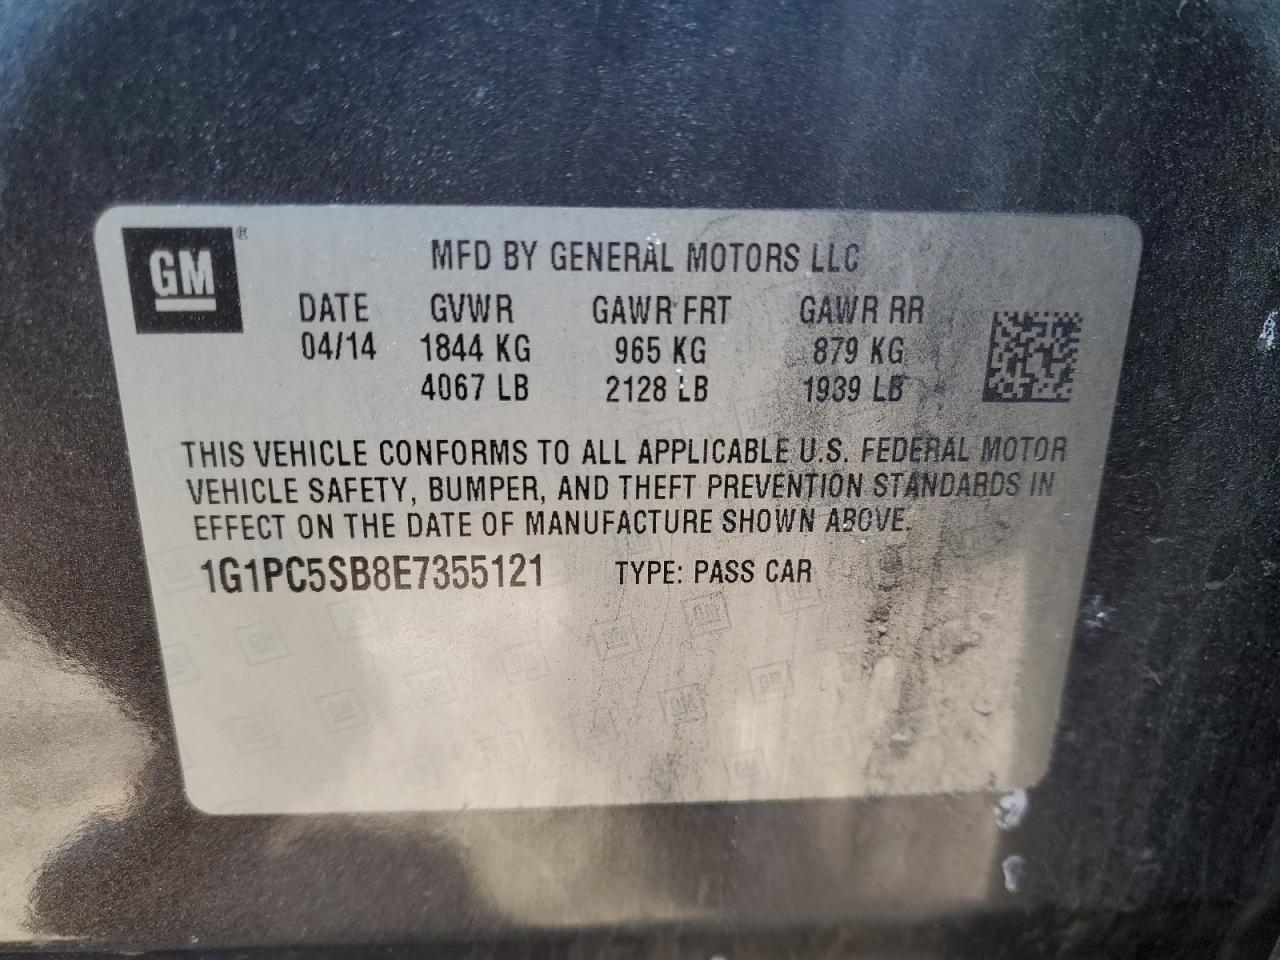 GM®
MFD BY GENERAL MOTORS LLC
DATE GVWR GAWR FRT GAWR RR
04/14 1844 KG 965 KG 879 KG
4067 LB 2128 LB 1939 LB
THIS VEHICLE CONFORMS TO ALL APPLICABLE U.S. FEDERAL MOTOR
VEHICLE SAFETY, BUMPER, AND THEFT PREVENTION STANDARDS IN
EFFECT ON THE DATE OF MANUFACTURE SHOWN ABOVE.
1G1PC5SB8E7355121 TYPE: PASS CAR